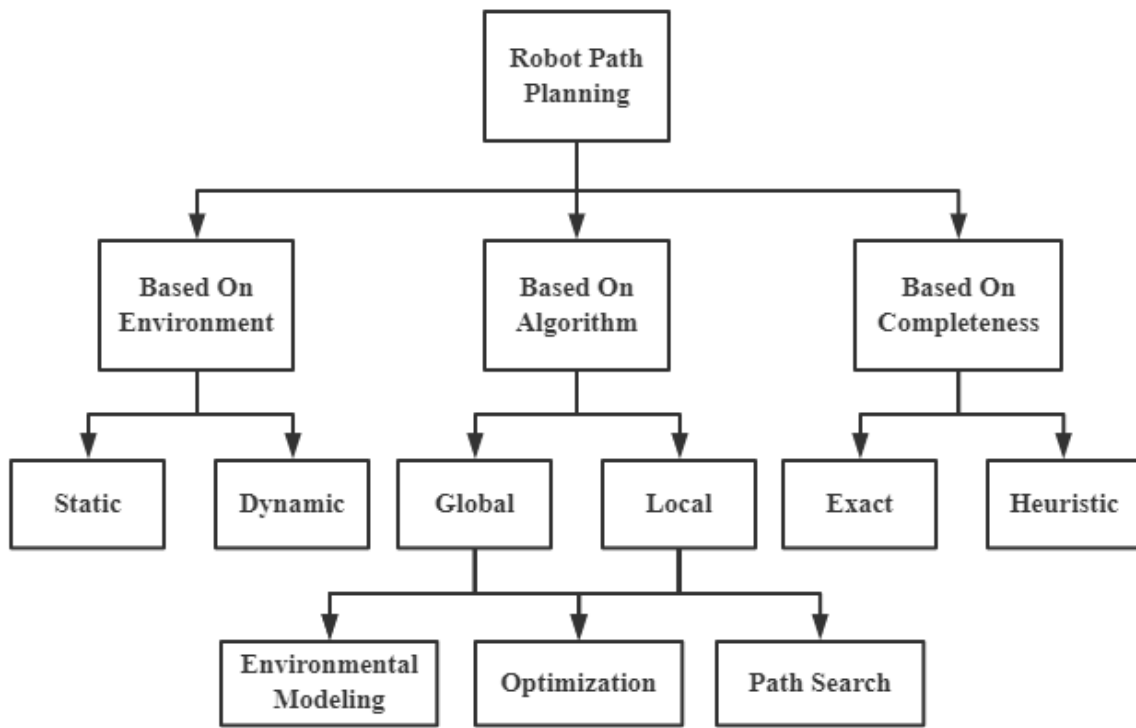 Robot Path
Planning
Based On
Environment
Based On
Algorithm
Based On
Completeness
Static
Dynamic
Global
Local
Exact
Heuristic
Environmental
Modeling
Optimization
Path Search